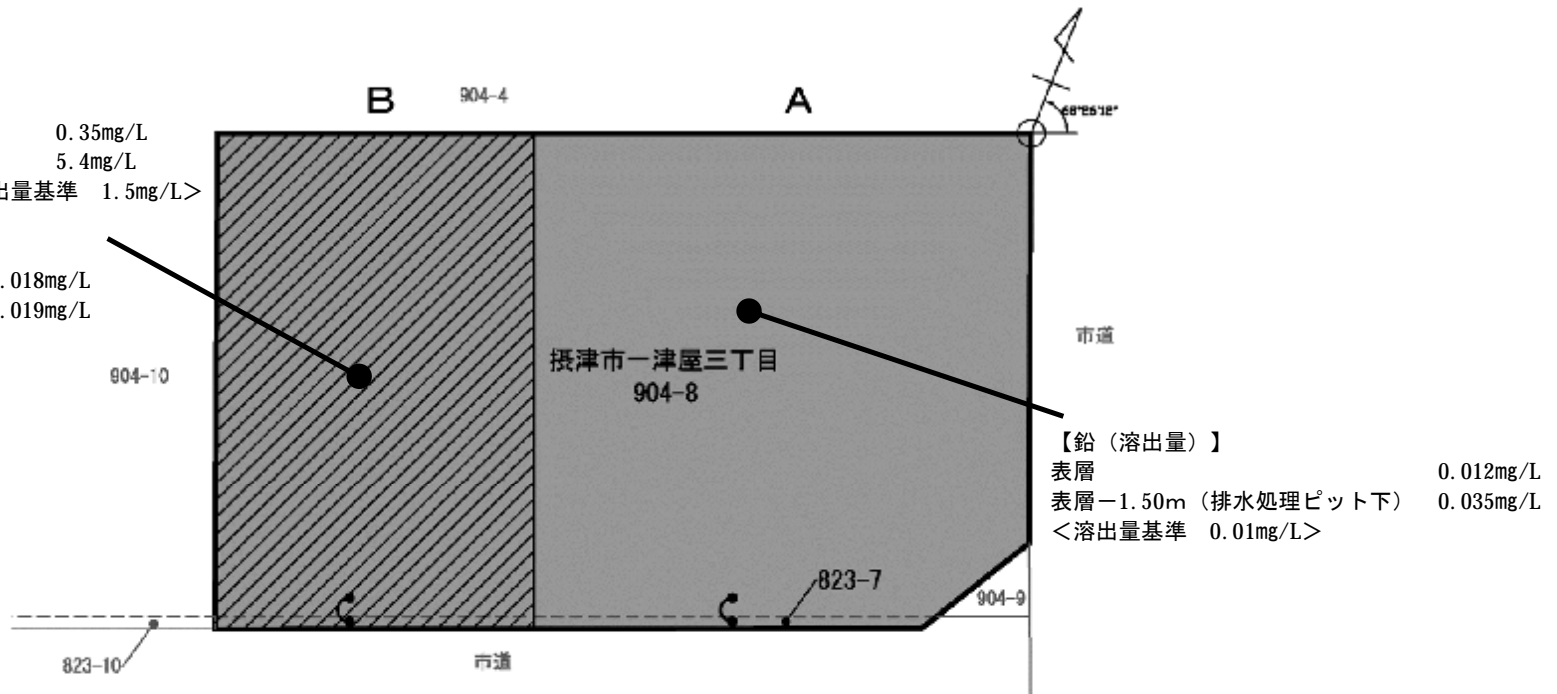 B
904-4
A
0.35mg/L
5.4mg/L
出量基準 1.5mg/L>
.018mg/L
.019mg/L
904-10
摂津市一津屋三丁目
904-8
市道
【鉛（溶出量）】
表層 0.012mg/L
表層－1.50ｍ（排水処理ピット下） 0.035mg/L
＜溶出量基準 0.01mg/L＞
823-7
904-9
823-10
市道